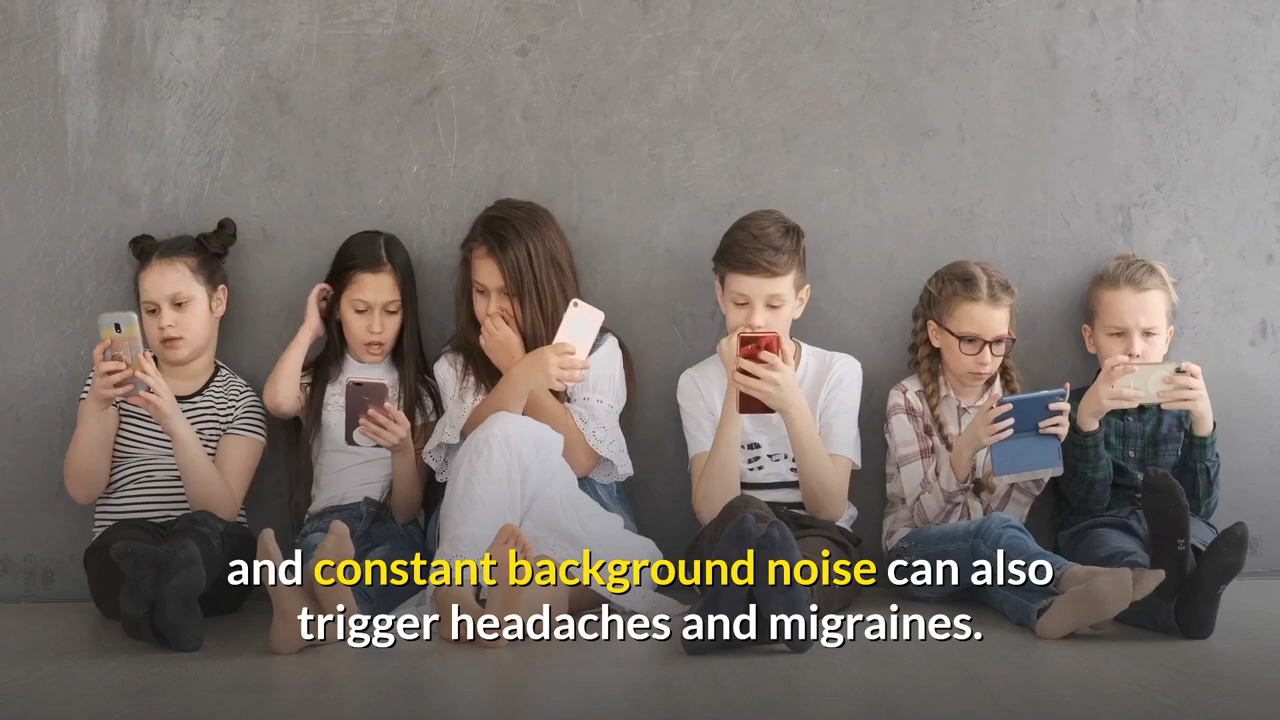 and constant background noise can also
trigger headaches and migraines.